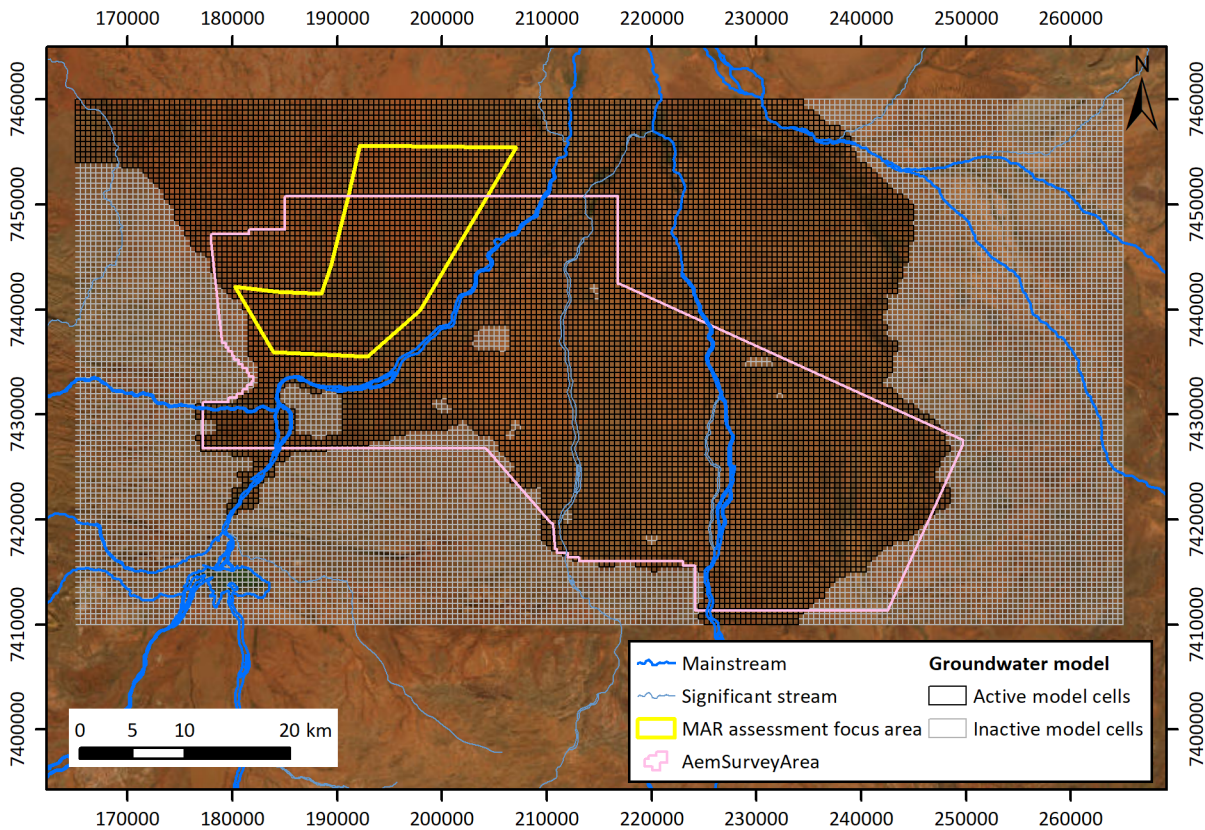 170000 180000 190000 200000 210000 220000 230000 240000 250000 260000
N
7460000 7460000
7450000 7450000
7440000 7440000
7430000 7430000
7420000 7420000
7410000 7410000
7400000 7400000
Mainstream Groundwater model
Significant stream Active model cells
MAR assessment focus area Inactive model cells
AemSurveyArea
0 5 10 20 km
170000 180000 190000 200000 210000 220000 230000 240000 250000 260000